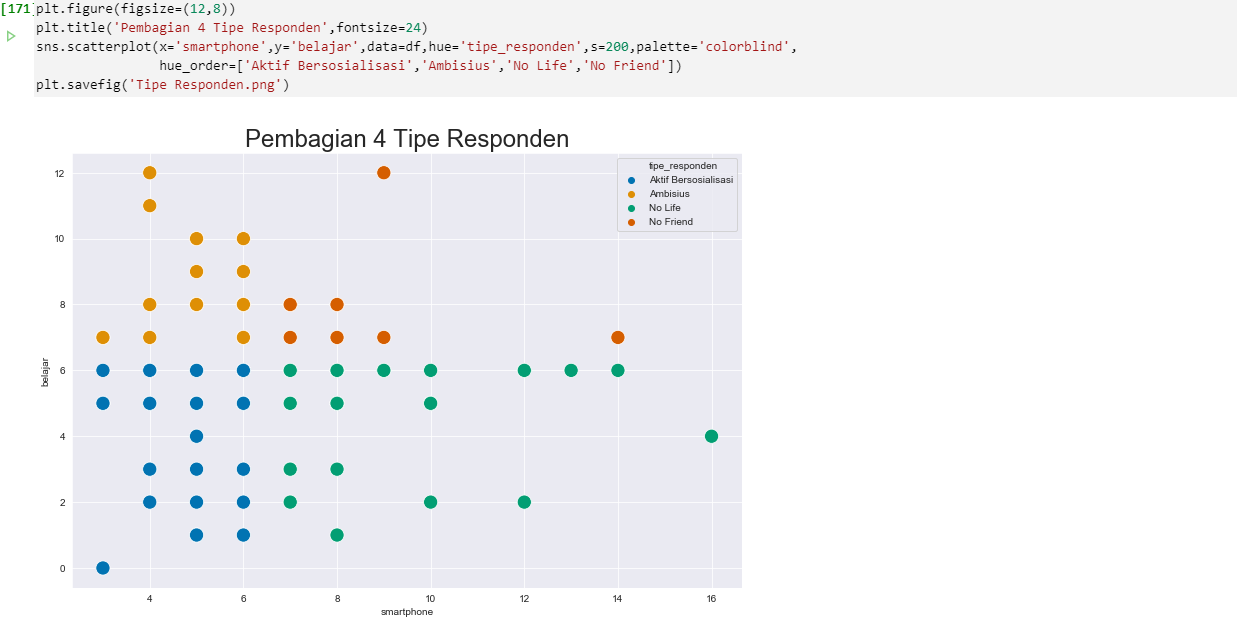 [171]
plt.figure(figsize=(12,8))
plt.title('Pembagian 4 Tipe Responden',fontsize=24)
sns.scatterplot(x='smartphone',y='belajar',data=df,hue='tipe_responden',s=200,palette='colorblind',
hue_order=['Aktif Bersosialisasi','Ambisius','No Life','No Friend'])
plt.savefig('Tipe Responden.png')
Pembagian 4 Tipe Responden
tipe_responden
Aktif Bersosialisasi
Ambisius
No Life
No Friend
12
10
8
6
4
2
0
belajar
4 6 8 10 12 14 16
smartphone